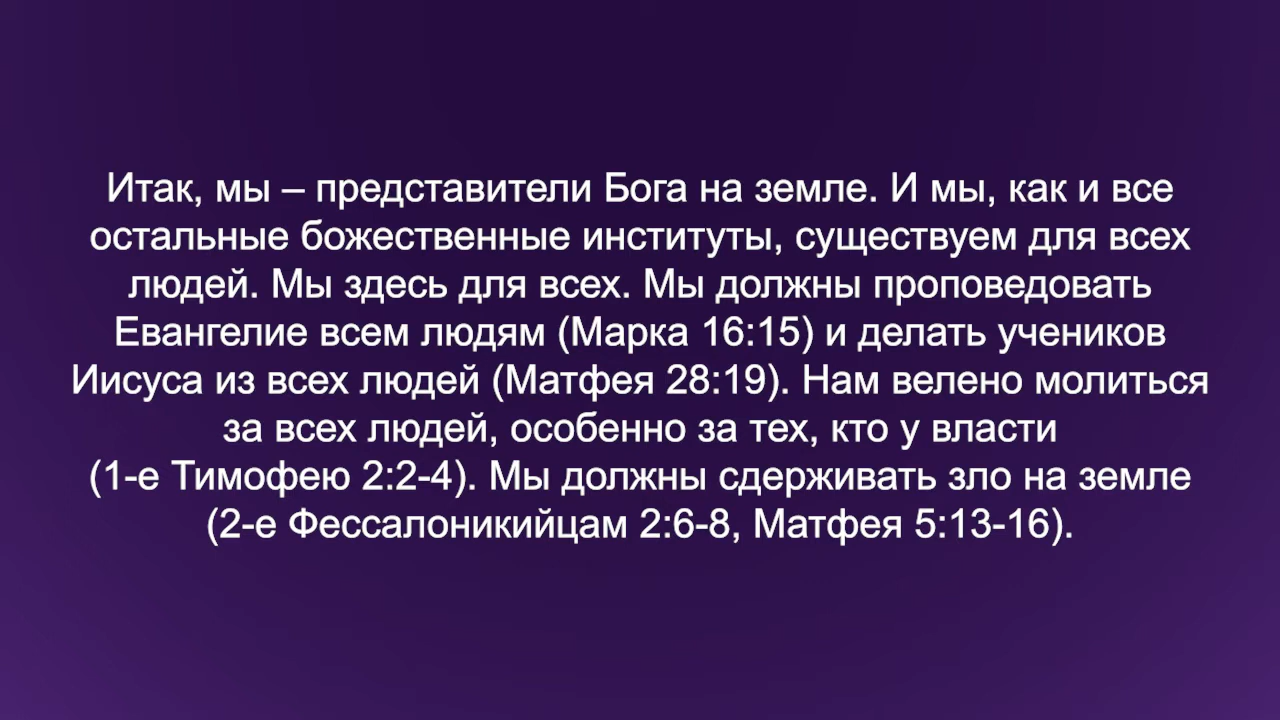 Итак, мы – представители Бога на земле. И мы, как и все
остальные божественные институты, существуем для всех
людей. Мы здесь для всех. Мы должны проповедовать
Евангелие всем людям (Марка 16:15) и делать учеников
Иисуса из всех людей (Матфея 28:19). Нам велено молиться
за всех людей, особенно за тех, кто у власти
(1-е Тимофею 2:2-4). Мы должны сдерживать зло на земле
(2-е Фессалоникийцам 2:6-8, Матфея 5:13-16).